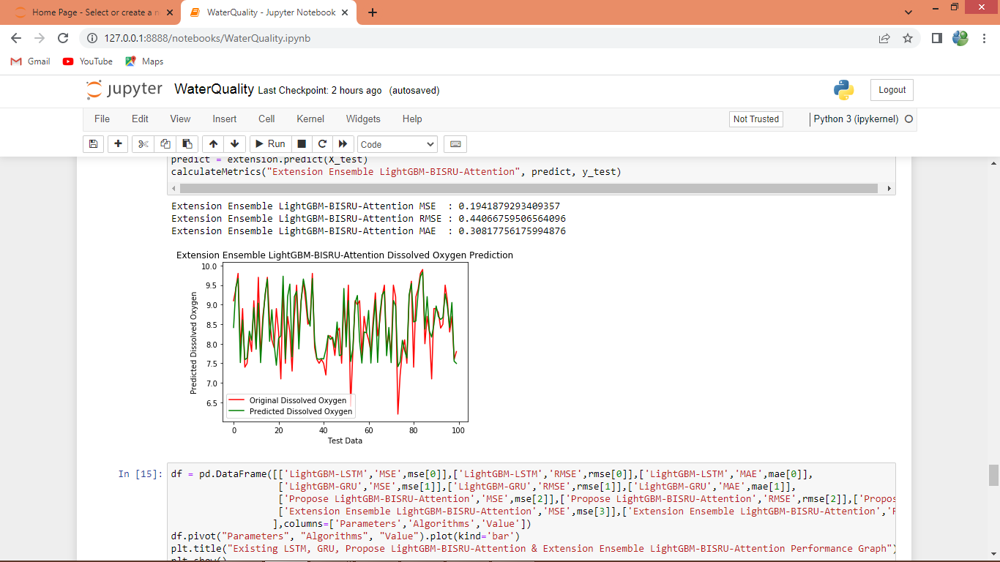 Home Page - Select or create a n
WaterQuality - Jupyter Notebook
127.0.0.1:8888/notebooks/WaterQuality.ipynb
Gmail YouTube Maps
jupyter WaterQuality Last Checkpoint: 2 hours ago (autosaved)
Logout
File Edit View Insert Cell Kernel Widgets Help
Not Trusted
Python 3 (ipykernel)
Run
Code
predict = extension.predict(X_test)
calculateMetrics("Extension Ensemble LightGBM-BISRU-Attention", predict, y_test)
Extension Ensemble LightGBM-BISRU-Attention MSE  : 0.1941879293409357
Extension Ensemble LightGBM-BISRU-Attention RMSE : 0.44066759506564096
Extension Ensemble LightGBM-BISRU-Attention MAE  : 0.30817756175994876
Extension Ensemble LightGBM-BISRU-Attention Dissolved Oxygen Prediction
Predicted Dissolved Oxygen
10.0
9.5
9.0
8.5
8.0
7.5
7.0
6.5
Original Dissolved Oxygen
Predicted Dissolved Oxygen
0 20 40 60 80 100
Test Data
In [15]:
df = pd.DataFrame([['LightGBM-LSTM','MSE',mse[0]],['LightGBM-LSTM','RMSE',rmse[0]],['LightGBM-LSTM','MAE',mae[0]],
['LightGBM-GRU','MSE',mse[1]],['LightGBM-GRU','RMSE',rmse[1]],['LightGBM-GRU','MAE',mae[1]],
['Propose LightGBM-BISRU-Attention','MSE',mse[2]],['Propose LightGBM-BISRU-Attention','RMSE',rmse[2]],['Propos
['Extension Ensemble LightGBM-BISRU-Attention','MSE',mse[3]],['Extension Ensemble LightGBM-BISRU-Attention','R
],columns=['Parameters','Algorithms','Value'])
df.pivot("Parameters", "Algorithms", "Value").plot(kind='bar')
plt.title("Existing LSTM, GRU, Propose LightGBM-BISRU-Attention & Extension Ensemble LightGBM-BISRU-Attention Performance Graph")
plt.show()